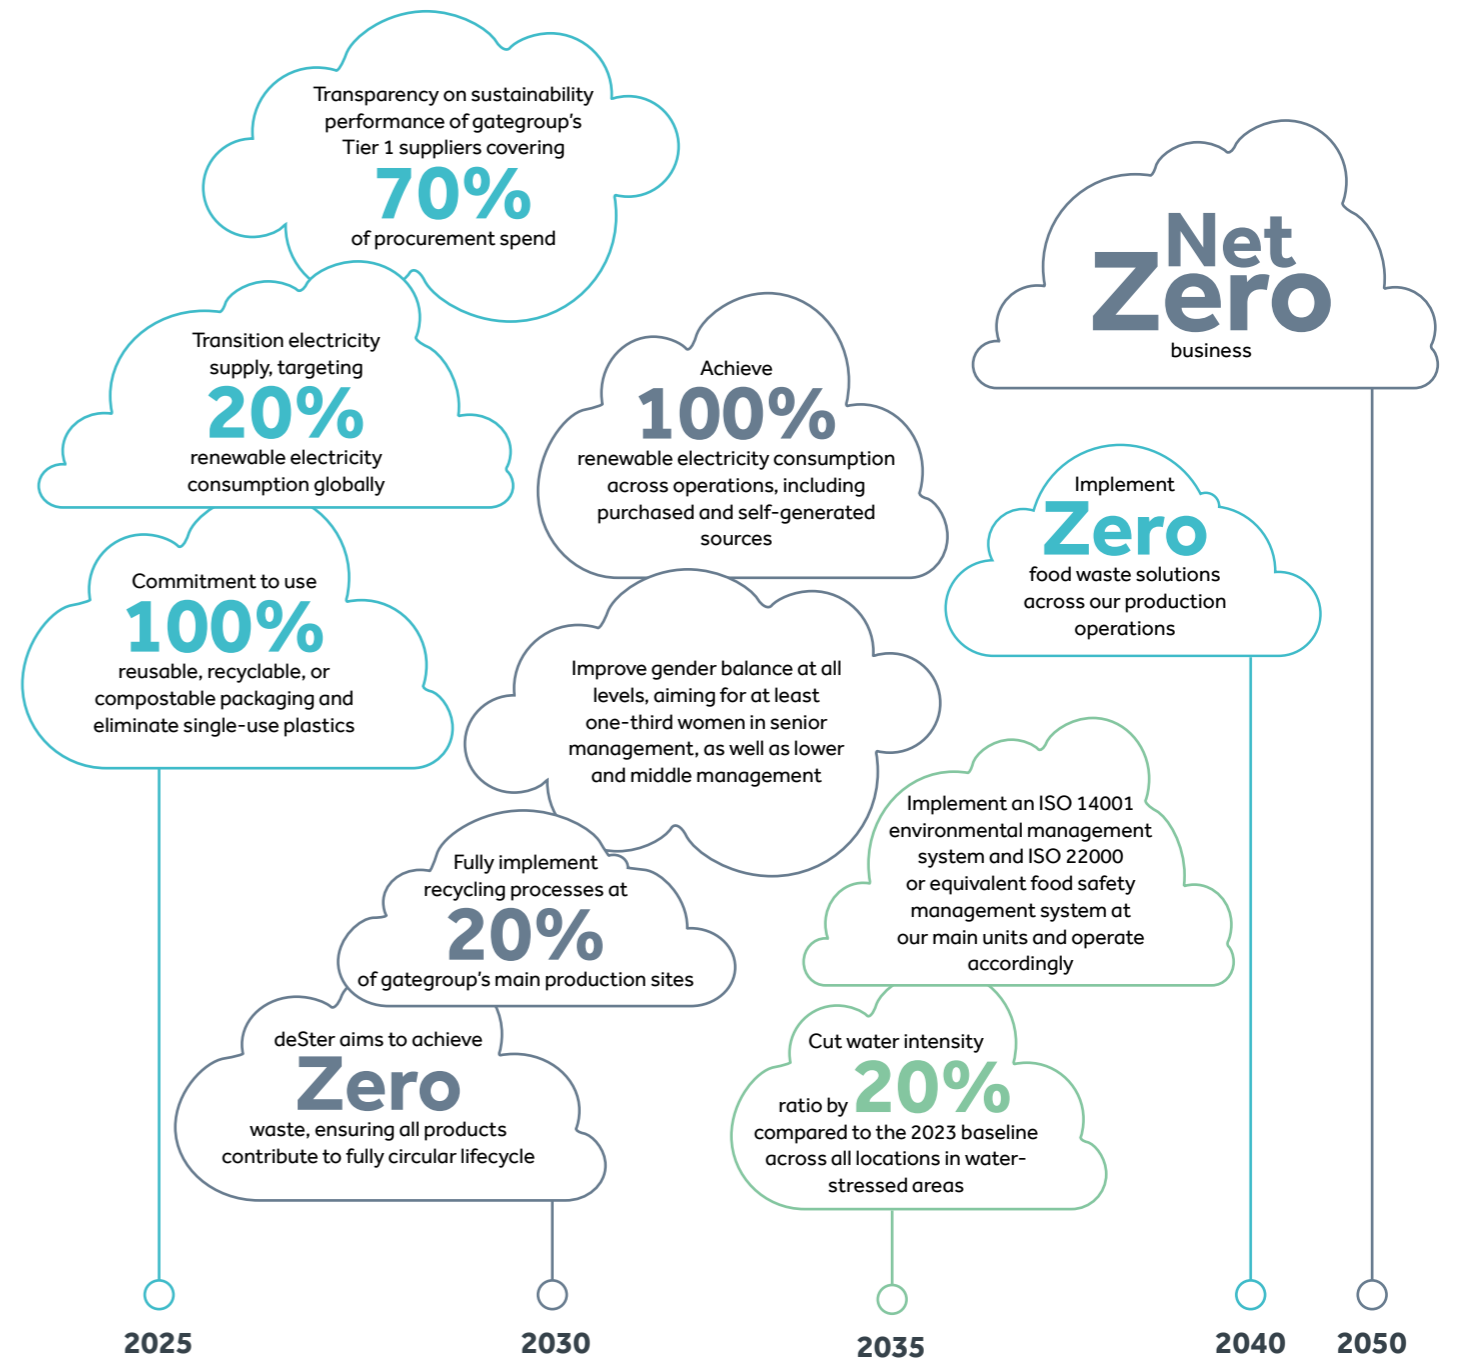 Transparency on sustainability
performance of gategroup's
Tier 1 suppliers covering
70%
of procurement spend
Transition electricity
supply, targeting
20%
renewable electricity
consumption globally
Commitment to use
100%
reusable, recyclable, or
compostable packaging and
eliminate single-use plastics
Achieve
100%
renewable electricity consumption
across operations, including
purchased and self-generated
sources
Improve gender balance at all
levels, aiming for at least
one-third women in senior
management, as well as lower
and middle management
Fully implement
recycling processes at
20%
of gategroup's main production sites
deSter aims to achieve
Zero
waste, ensuring all products
contribute to fully circular lifecycle
Implement an ISO 14001
environmental management
system and ISO 22000
or equivalent food safety
management system at
our main units and operate
accordingly
Cut water intensity
ratio by 20%
compared to the 2023 baseline
across all locations in water-
stressed areas
Implement
Zero
food waste solutions
across our production
operations
Net
Zero
business
2025
2030
2035
2040
2050